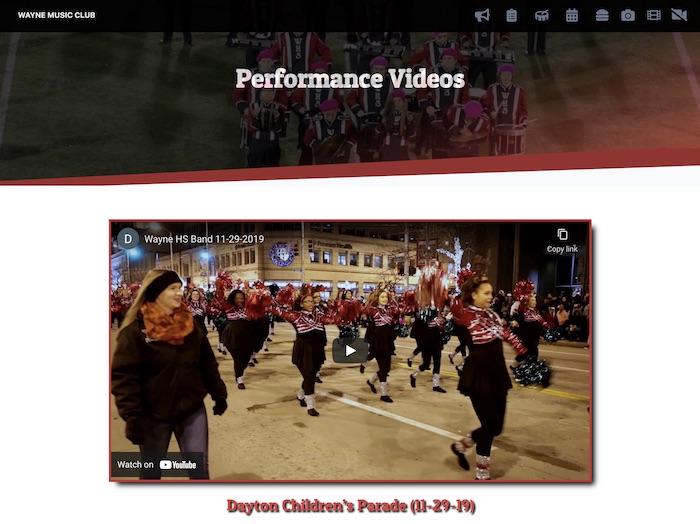 WAYNE MUSIC CLUB
Performance Videos
D
Wayne HS Band 11-29-2019
Copy link
Watch on YouTube
Dayton Children's Parade (11-29-19)